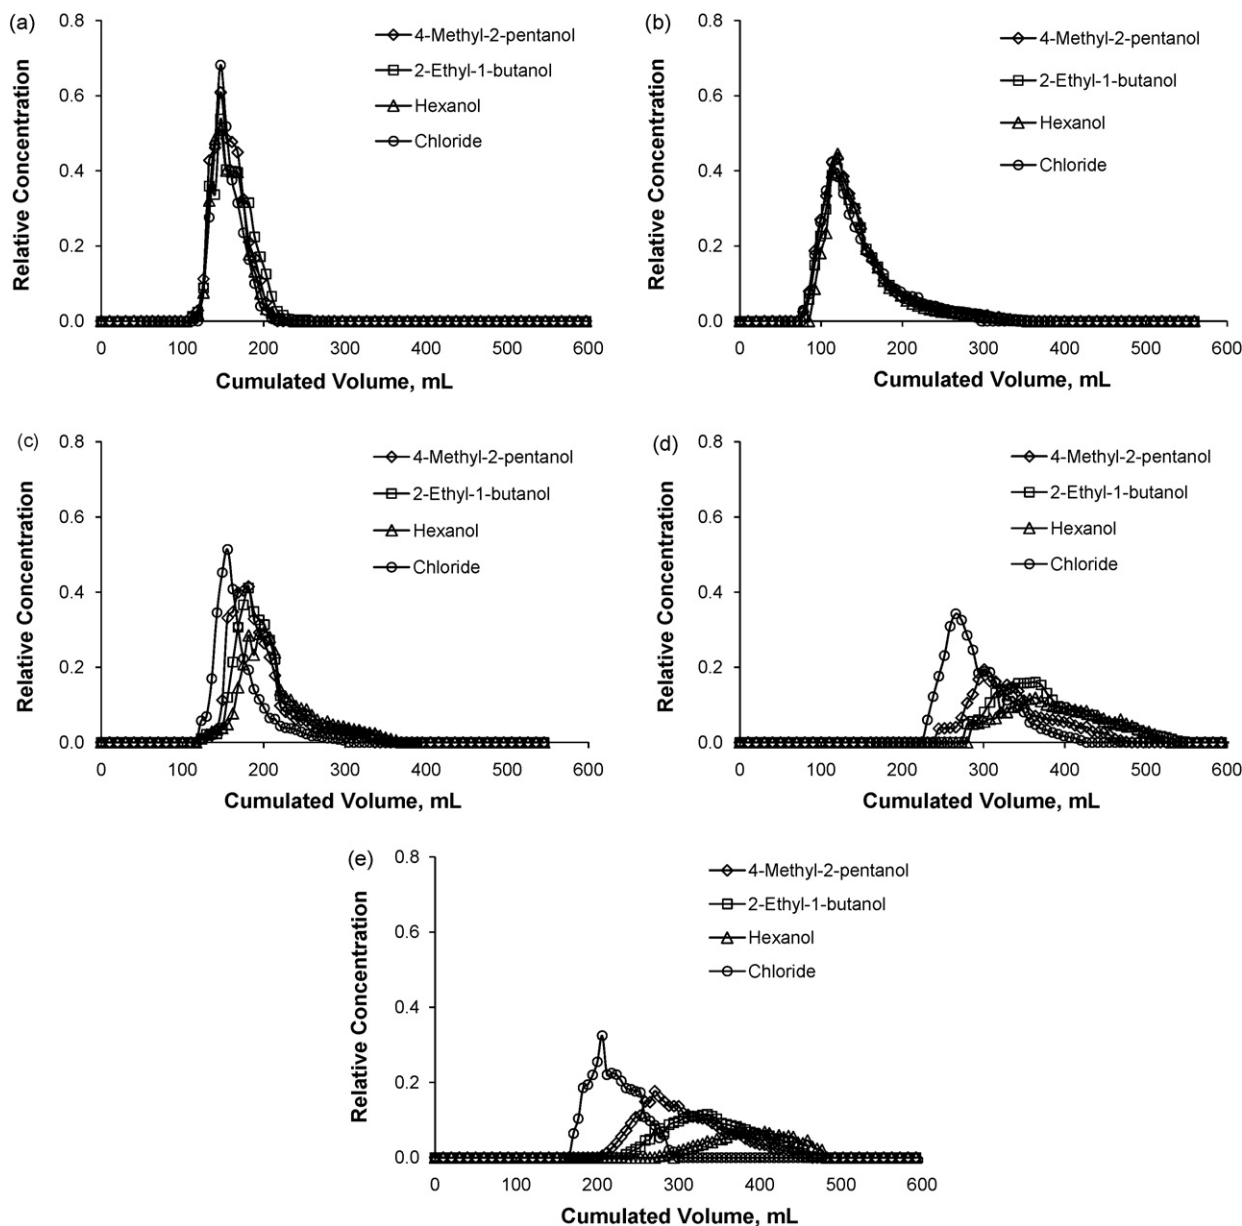 (a)
0.8
0.6
0.4
0.2
0.0
0 100 200 300 400 500 600
Relative Concentration
Cumulated Volume, mL
4-Methyl-2-pentanol
2-Ethyl-1-butanol
Hexanol
Chloride
(b)
0.8
0.6
0.4
0.2
0.0
0 100 200 300 400 500 600
Relative Concentration
Cumulated Volume, mL
4-Methyl-2-pentanol
2-Ethyl-1-butanol
Hexanol
Chloride
(c)
0.8
0.6
0.4
0.2
0.0
0 100 200 300 400 500 600
Relative Concentration
Cumulated Volume, mL
4-Methyl-2-pentanol
2-Ethyl-1-butanol
Hexanol
Chloride
(d)
0.8
0.6
0.4
0.2
0.0
0 100 200 300 400 500 600
Relative Concentration
Cumulated Volume, mL
4-Methyl-2-pentanol
2-Ethyl-1-butanol
Hexanol
Chloride
(e)
0.8
0.6
0.4
0.2
0.0
0 100 200 300 400 500 600
Relative Concentration
Cumulated Volume, mL
4-Methyl-2-pentanol
2-Ethyl-1-butanol
Hexanol
Chloride